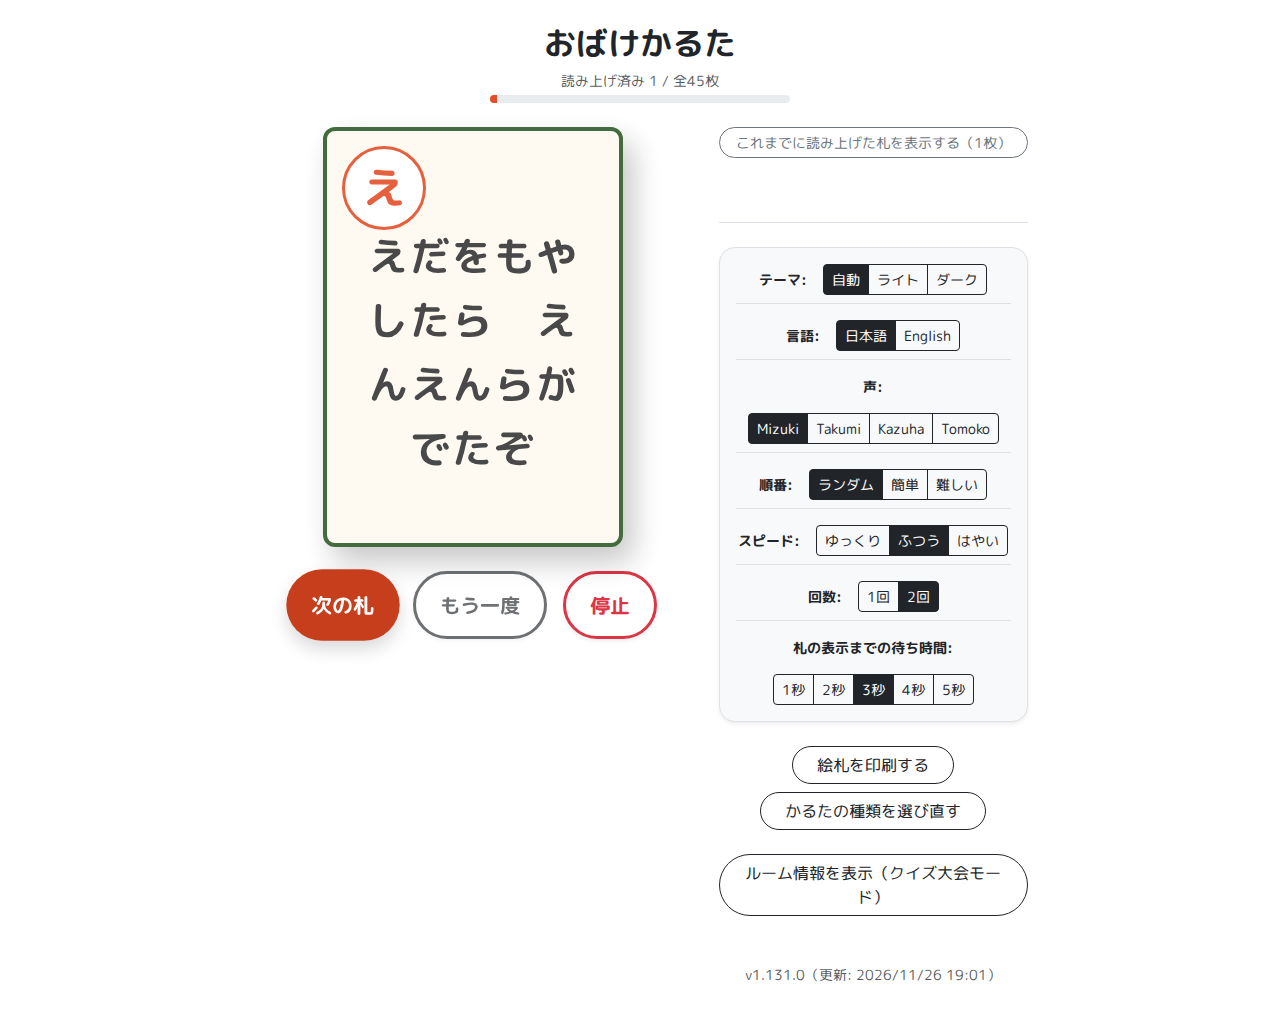 おばけかるた
読み上げ済み 1 / 全45枚
え
えだをもや
したら　え
んえんらが
でたぞ
次の札
もう一度
停止
これまでに読み上げた札を表示する（1枚）
テーマ: 自動 ライト ダーク
言語: 日本語 English
声:
Mizuki Takumi Kazuha Tomoko
順番: ランダム 簡単 難しい
スピード: ゆっくり ふつう はやい
回数: 1回 2回
札の表示までの待ち時間:
1秒 2秒 3秒 4秒 5秒
絵札を印刷する
かるたの種類を選び直す
ルーム情報を表示（クイズ大会モー
ド）
v1.131.0（更新: 2026/11/26 19:01）